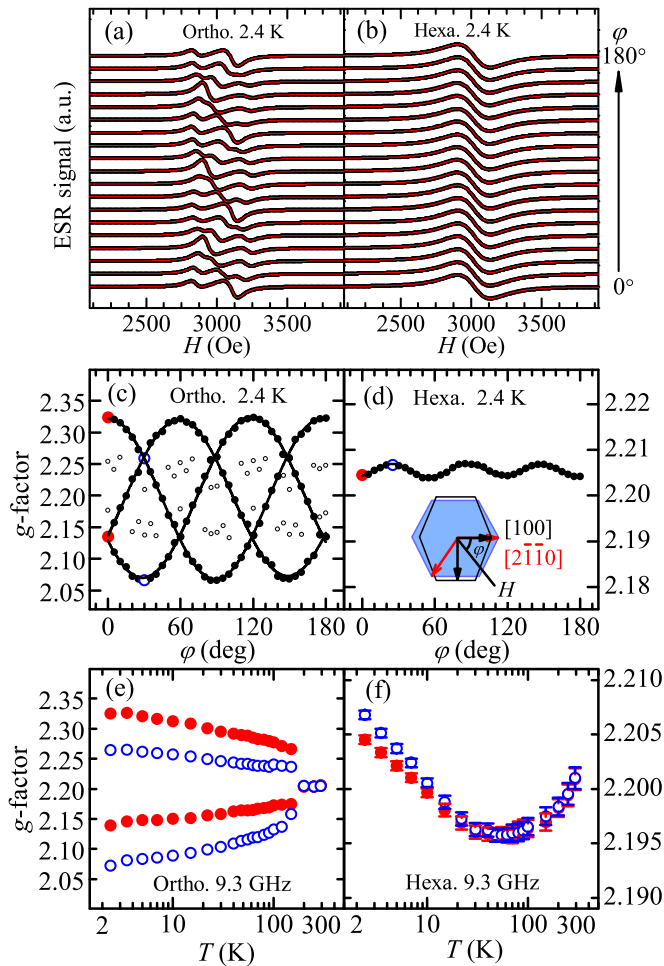 (a) Ortho. 2.4 K
(b) Hexa. 2.4 K
φ
180°
0°
ESR signal (a.u.)
2500 3000 3500
2500 3000 3500
H (Oe)
H (Oe)
(c) Ortho. 2.4 K
(d) Hexa. 2.4 K
g-factor
2.35
2.30
2.25
2.20
2.15
2.10
2.05
2.22
2.21
2.20
2.19
2.18
[100]
[2110]
φ
H
0 60 120 180
0 60 120 180
φ (deg)
φ (deg)
(e)
(f)
g-factor
2.35
2.30
2.25
2.20
2.15
2.10
2.05
2.210
2.205
2.200
2.195
2.190
Ortho. 9.3 GHz
Hexa. 9.3 GHz
2 10 100 300
2 10 100 300
T (K)
T (K)